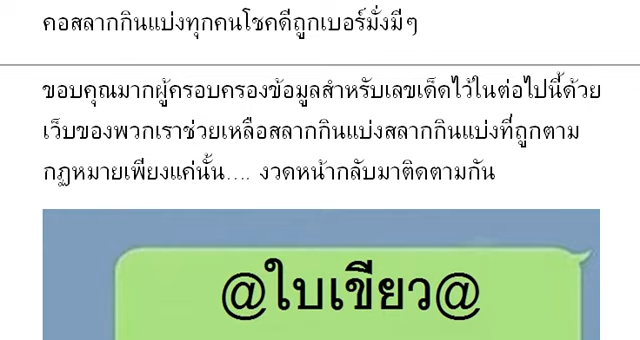 คอสลากกินแบ่งทุกคนโชคดีถูกเบอร์มั่งมีๆ
ขอบคุณมากผู้ครอบครองข้อมูลสำหรับเลขเด็ดไว้ในต่อไปนี้ด้วย
เว็บของพวกเราช่วยเหลือสลากกินแบ่งสลากกินแบ่งที่ถูกตาม
กฏหมายเพียงแค่นั้น.... งวดหน้ากลับมาติดตามกัน
@ใบเขียว@